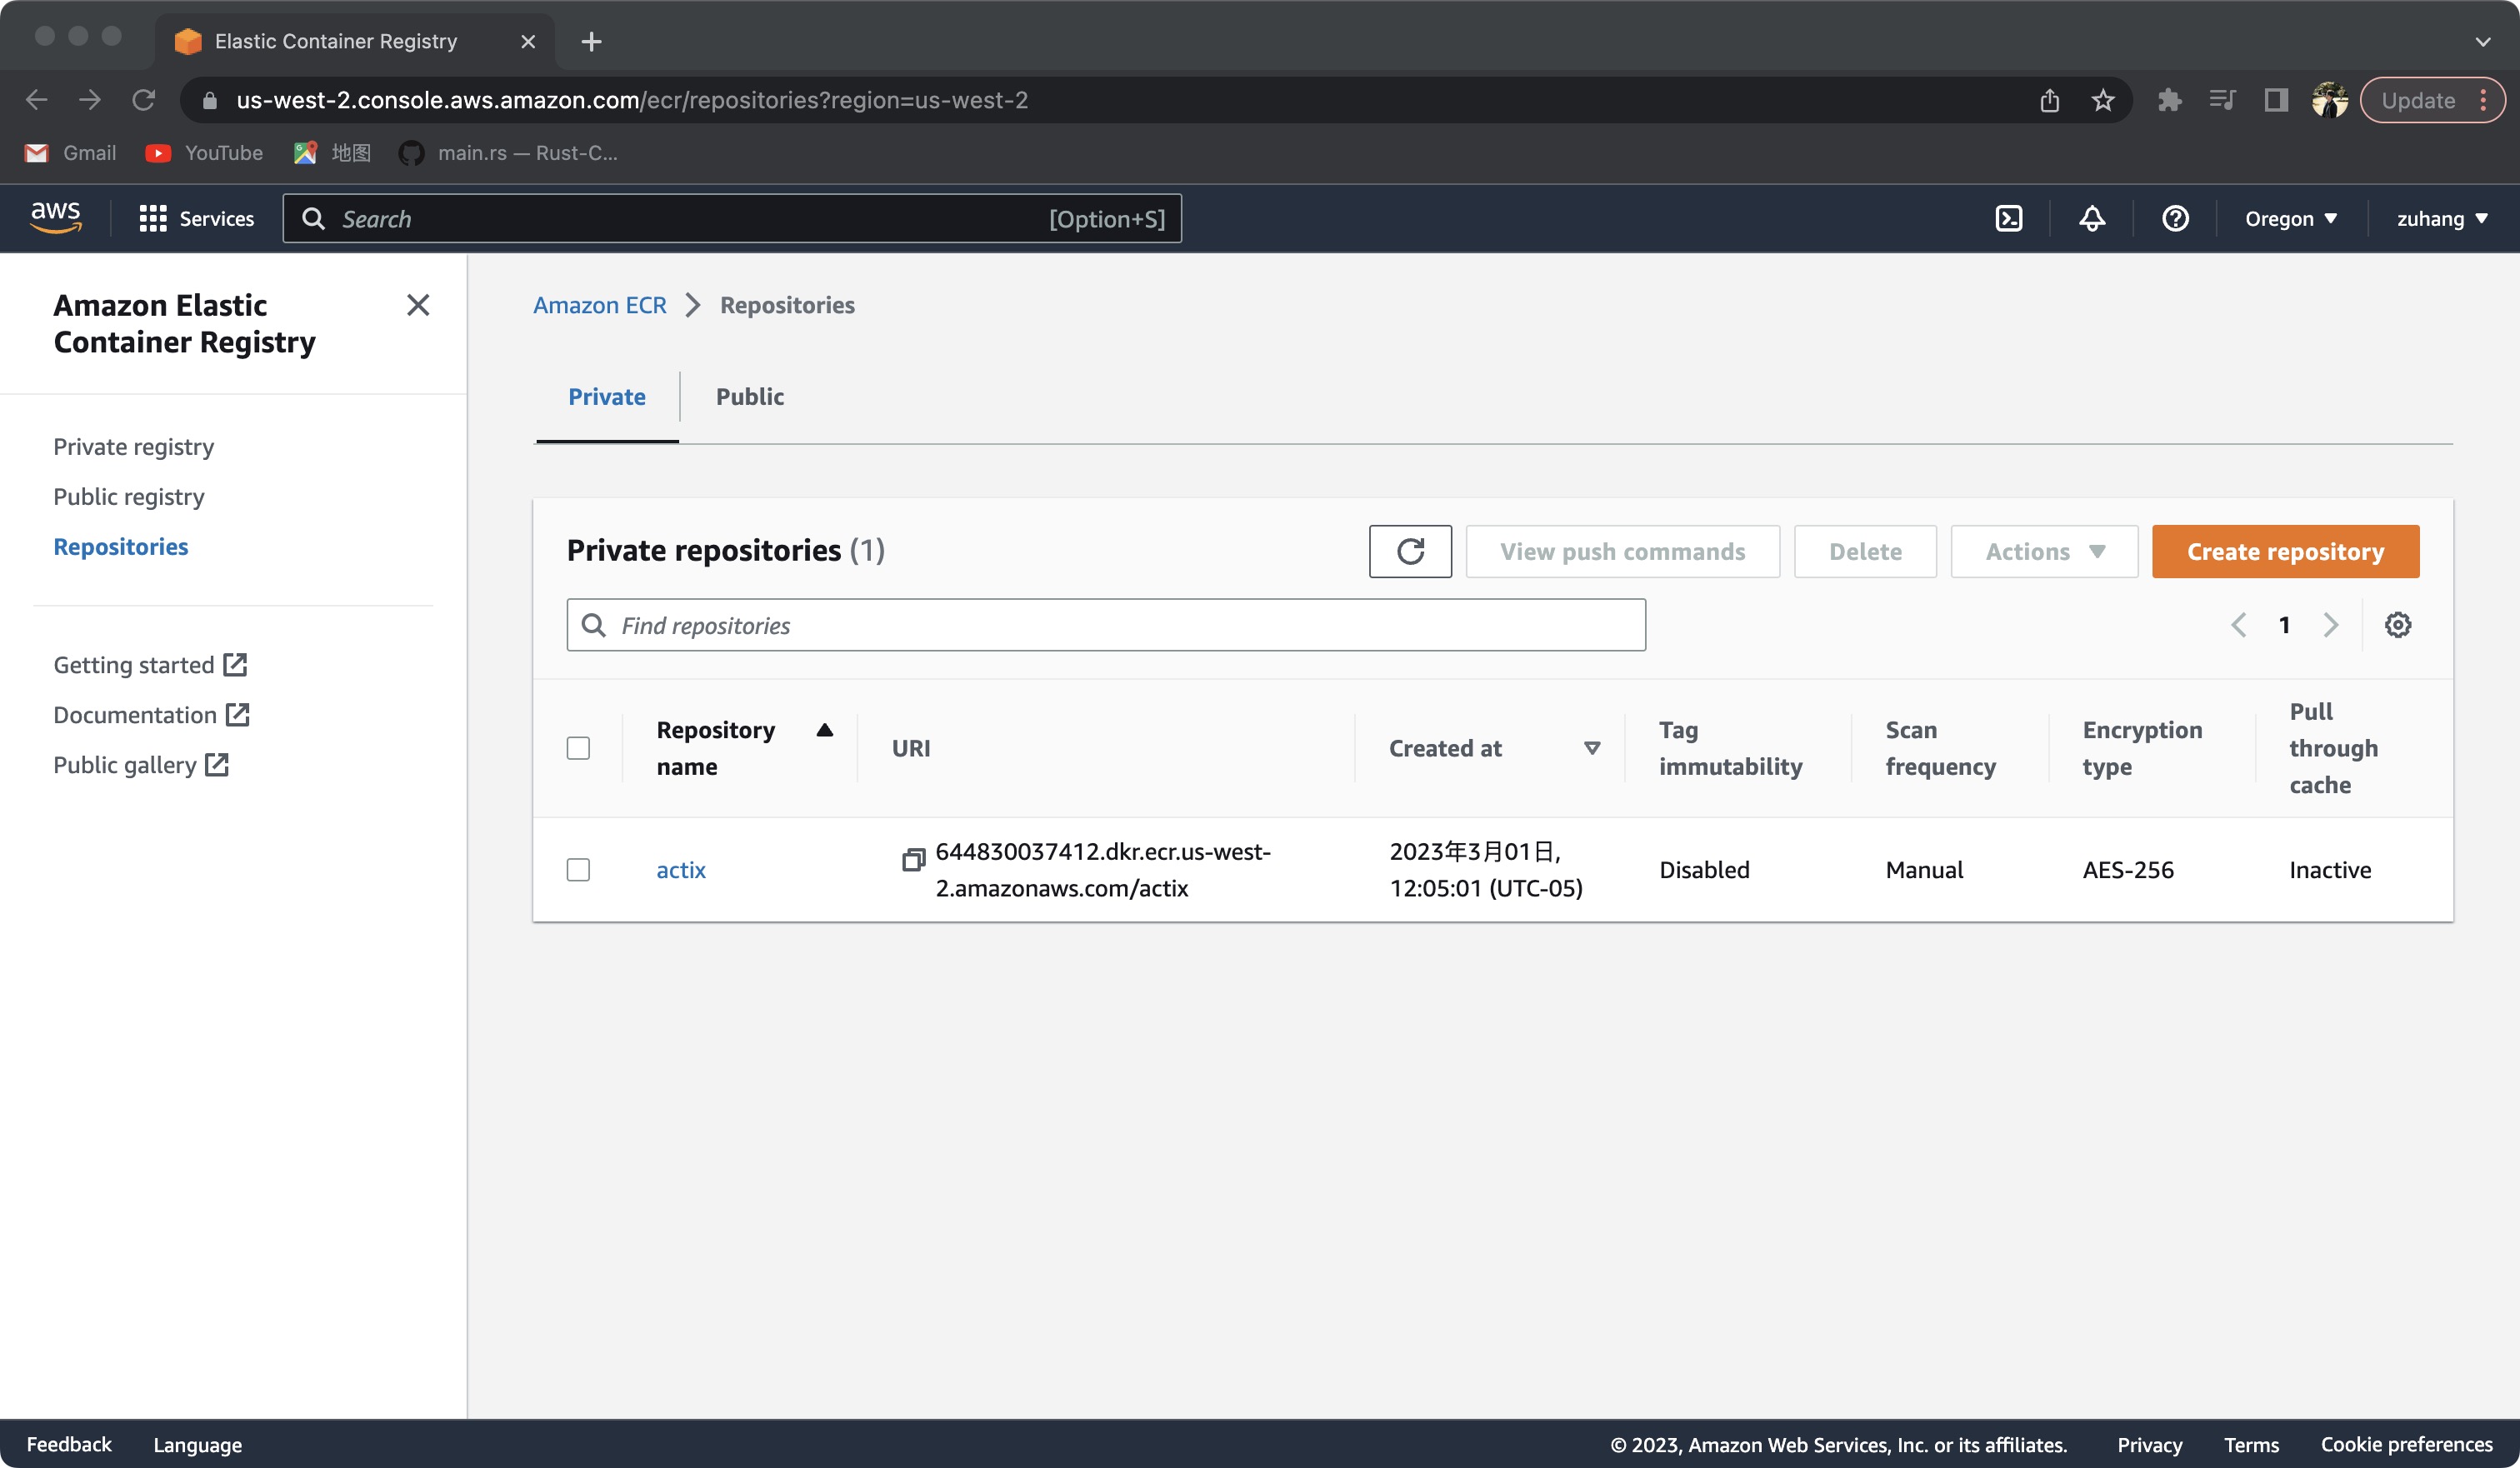 Elastic Container Registry
us-west-2.console.aws.amazon.com/ecr/repositories?region=us-west-2
Update
Gmail YouTube 地图 main.rs — Rust-C...
aws Services Search [Option+S] Oregon zuhang
Amazon Elastic
Container Registry
Private registry
Public registry
Repositories
Getting started
Documentation
Public gallery
Amazon ECR Repositories
Private Public
Private repositories (1)
View push commands Delete Actions Create repository
Find repositories
1
Repository
name
URI
Created at
Tag
immutability
Scan
frequency
Encryption
type
Pull
through
cache
actix
644830037412.dkr.ecr.us-west-
2.amazonaws.com/actix
2023年3月01日,
12:05:01 (UTC-05)
Disabled
Manual
AES-256
Inactive
Feedback Language © 2023, Amazon Web Services, Inc. or its affiliates. Privacy Terms Cookie preferences